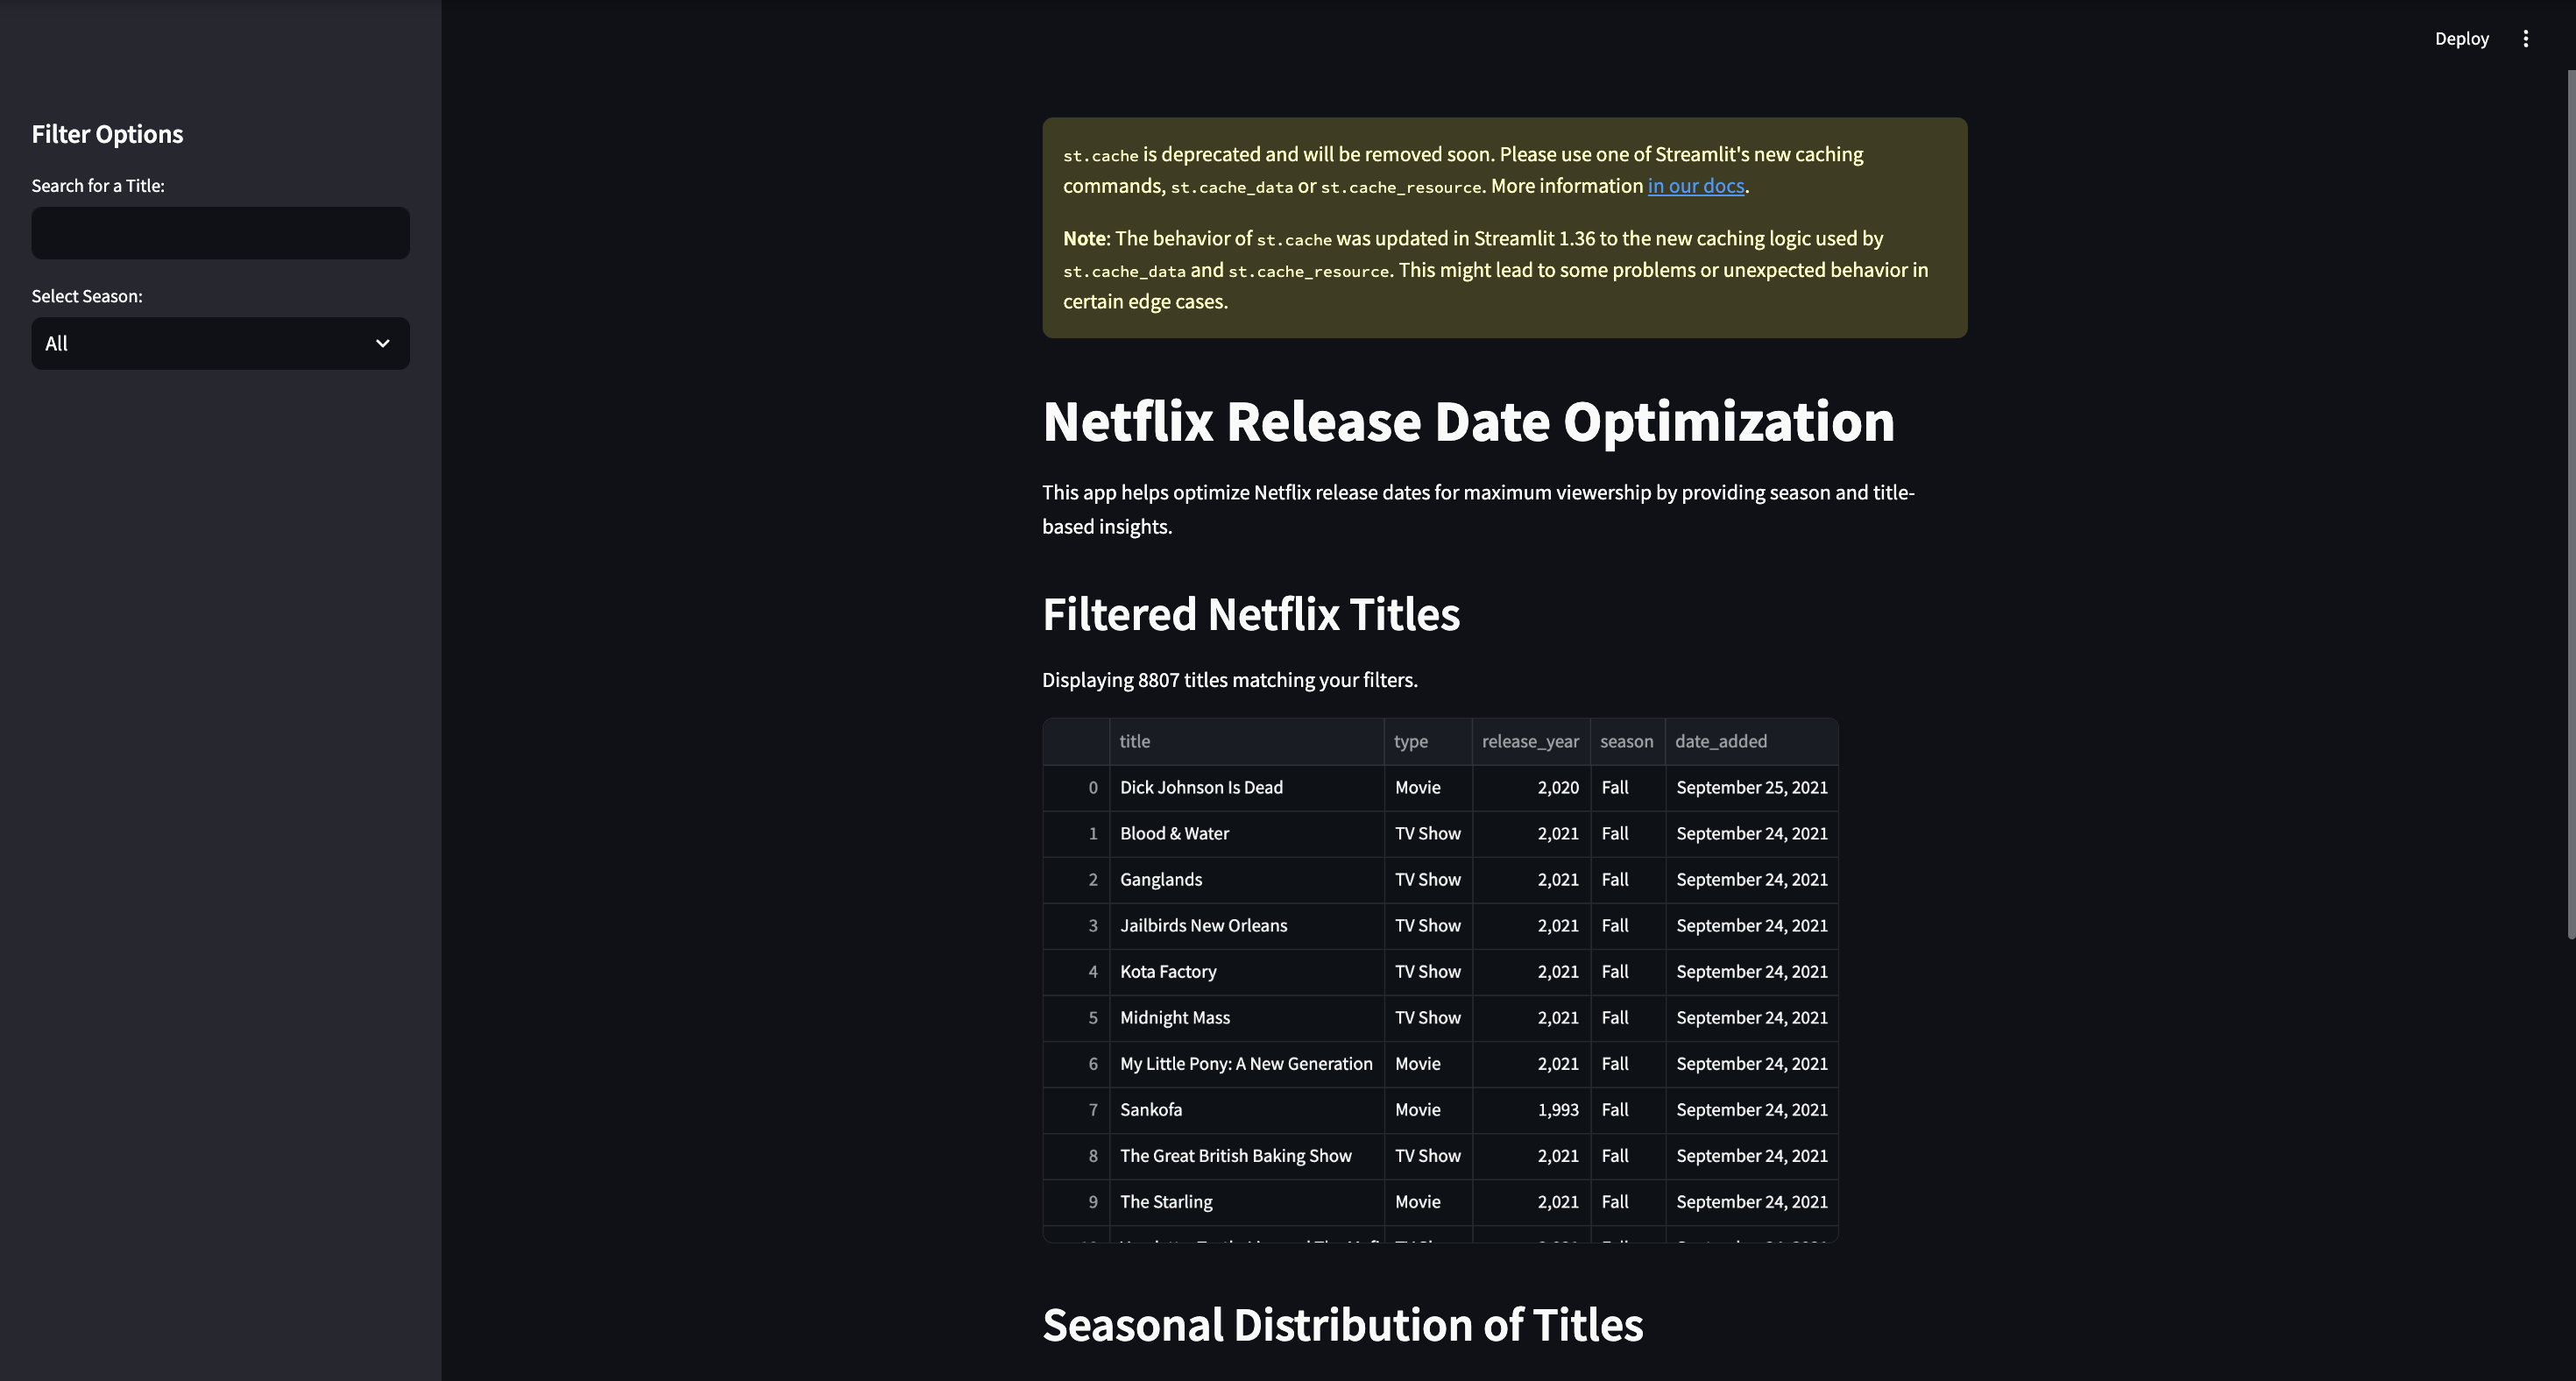 Deploy
Filter Options
Search for a Title:
Select Season:
All
st.cache is deprecated and will be removed soon. Please use one of Streamlit's new caching
commands, st.cache_data or st.cache_resource. More information in our docs.
Note: The behavior of st.cache was updated in Streamlit 1.36 to the new caching logic used by
st.cache_data and st.cache_resource. This might lead to some problems or unexpected behavior in
certain edge cases.
Netflix Release Date Optimization
This app helps optimize Netflix release dates for maximum viewership by providing season and title-
based insights.
Filtered Netflix Titles
Displaying 8807 titles matching your filters.
title type release_year season date_added
0 Dick Johnson Is Dead Movie 2,020 Fall September 25, 2021
1 Blood & Water TV Show 2,021 Fall September 24, 2021
2 Ganglands TV Show 2,021 Fall September 24, 2021
3 Jailbirds New Orleans TV Show 2,021 Fall September 24, 2021
4 Kota Factory TV Show 2,021 Fall September 24, 2021
5 Midnight Mass TV Show 2,021 Fall September 24, 2021
6 My Little Pony: A New Generation Movie 2,021 Fall September 24, 2021
7 Sankofa Movie 1,993 Fall September 24, 2021
8 The Great British Baking Show TV Show 2,021 Fall September 24, 2021
9 The Starling Movie 2,021 Fall September 24, 2021
Seasonal Distribution of Titles